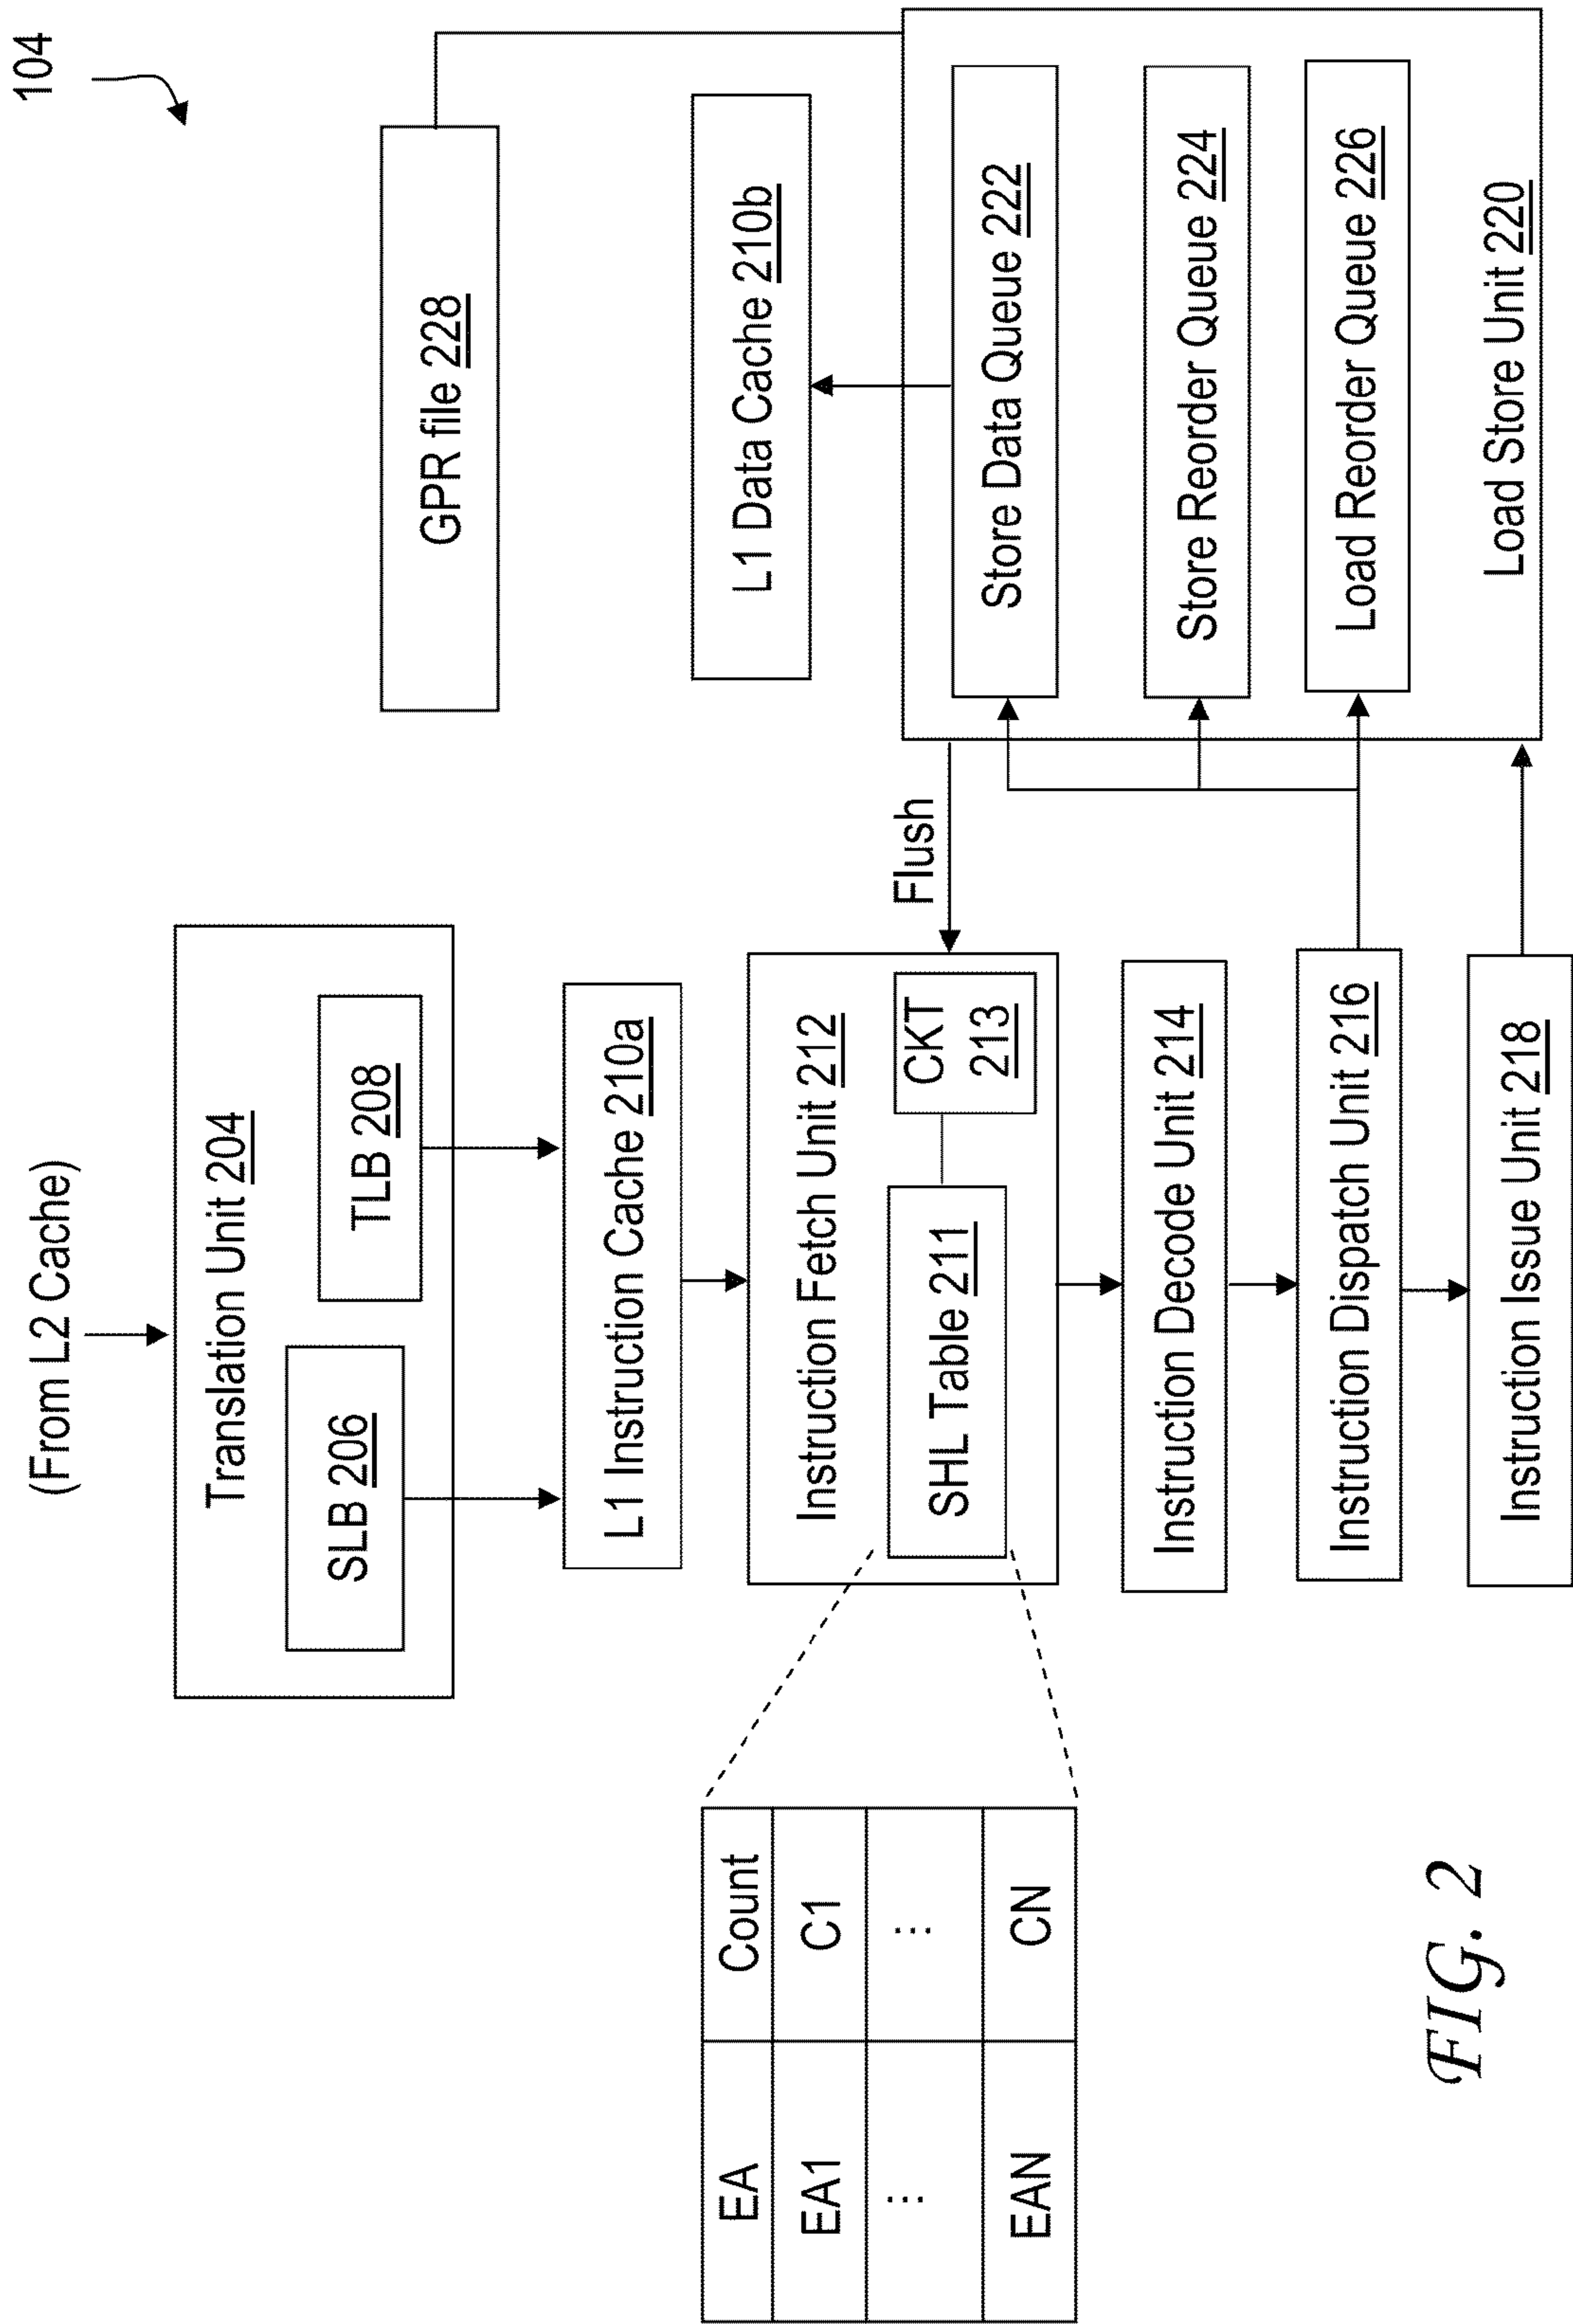 104
(From L2 Cache)
Translation Unit 204
SLB 206
TLB 208
GPR file 228
L1 Instruction Cache 210a
L1 Data Cache 210b
Instruction Fetch Unit 212
SHL Table 211
CKT
213
Flush
EA Count
EA1 C1
... ...
EAN CN
Store Data Queue 222
Store Reorder Queue 224
Load Reorder Queue 226
Load Store Unit 220
Instruction Decode Unit 214
Instruction Dispatch Unit 216
Instruction Issue Unit 218
FIG. 2